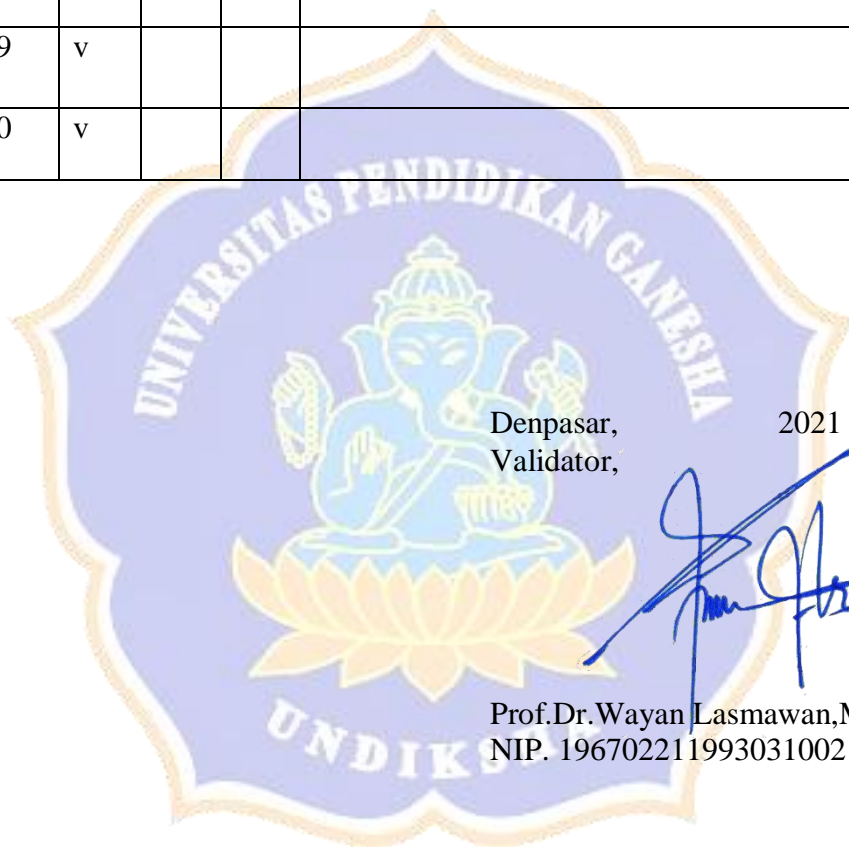 9 v
0 v
UNIVERSITAS PENDIDIKAN GANESHA
Denpasar, 2021
Validator,
Prof.Dr.Wayan Lasmawan,M
NIP. 196702211993031002
UNDIKSHA